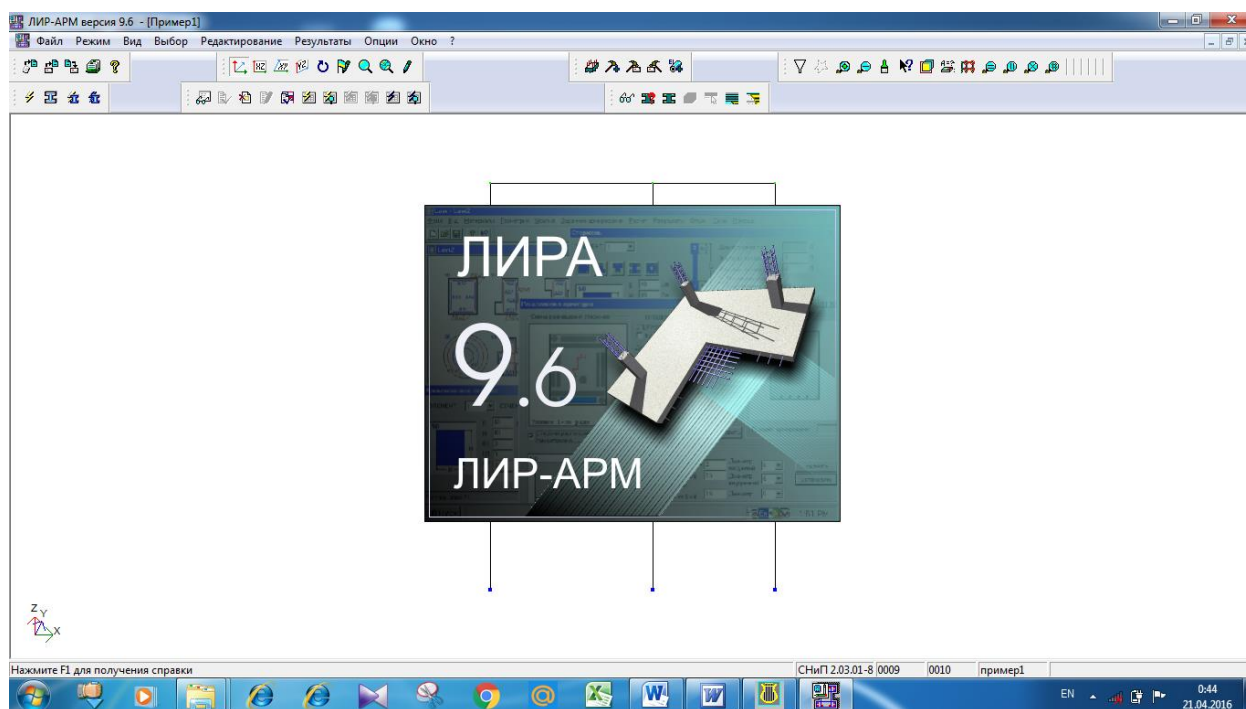 ЛИР-АРМ версия 9.6 - [Пример1]
Файл Режим Вид Выбор Редактирование Результаты Опции Окно ?
ЛИРА
9.6
ЛИР-АРМ
Z
Y
X
Нажмите F1 для получения справки СНиП 2.03.01-8 0009 0010 пример1
EN 0:44
21.04.2016